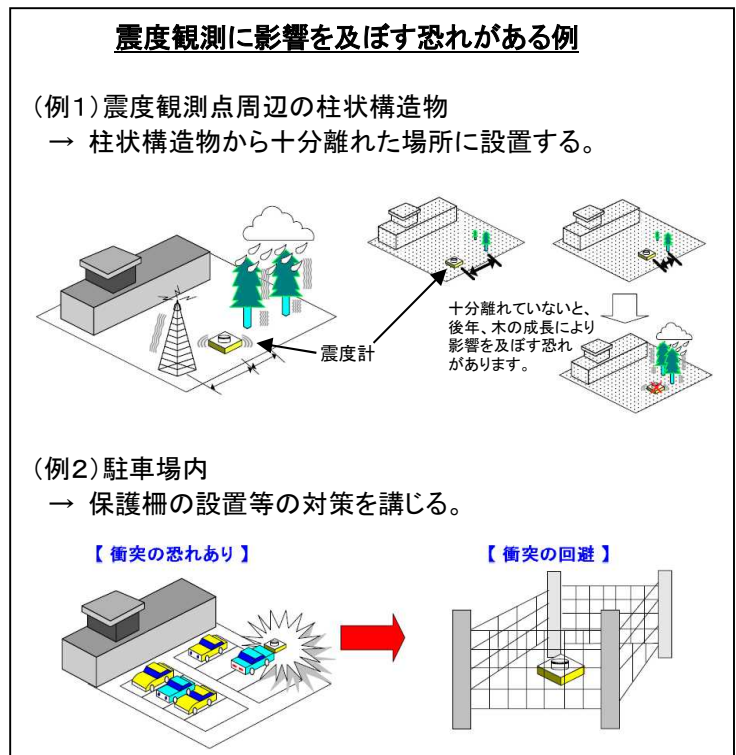 震度観測に影響を及ぼす恐れがある例
(例1)震度観測点周辺の柱状構造物
→ 柱状構造物から十分離れた場所に設置する。
震度計
十分離れていないと、
後年、木の成長により
影響を及ぼす恐れ
があります。
(例2)駐車場内
→ 保護柵の設置等の対策を講じる。
【 衝突の恐れあり 】
【 衝突の回避 】